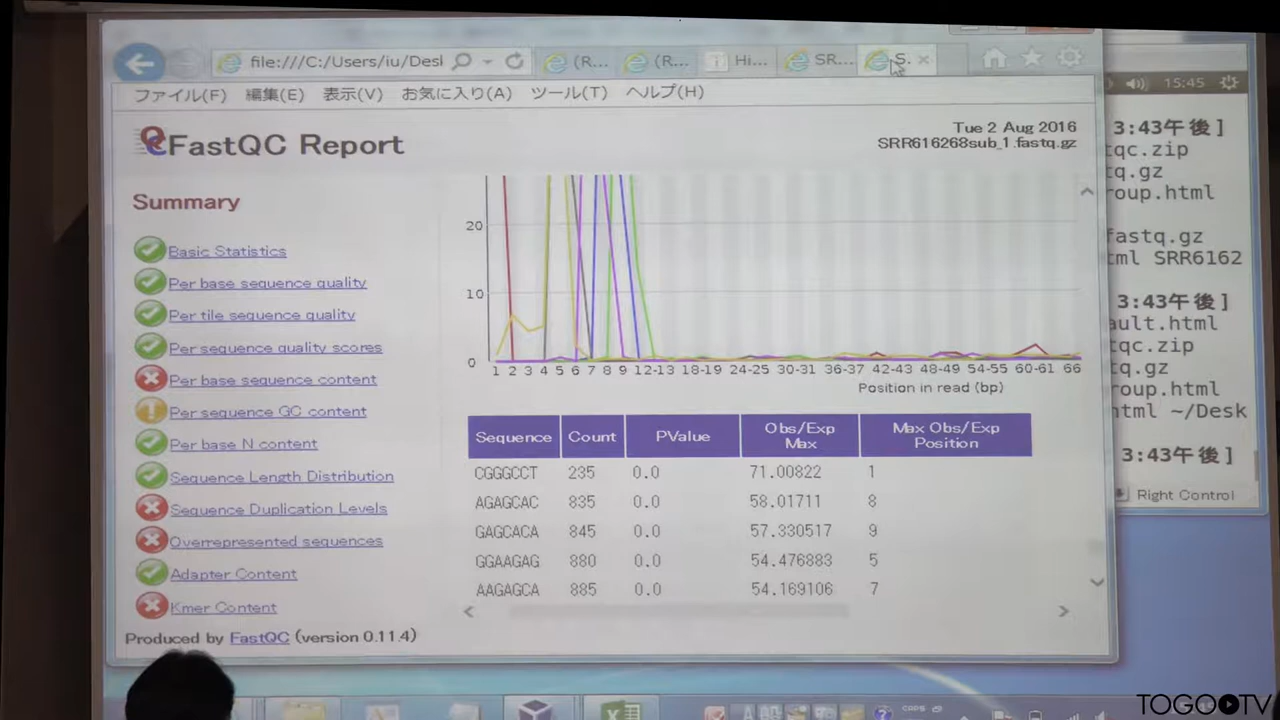 file:///C:/Users/iu/Desl
(R...
(R...
Hi...
SR...
S.
ファイル(F) 編集(E) 表示(V) お気に入り(A) ツール(T) ヘルプ(H)
15:45
FastQC Report
Tue 2 Aug 2016
SRR616268sub_1.fastq.gz
Summary
Basic Statistics
Per base sequence quality
Per tile sequence quality
Per sequence quality scores
Per base sequence content
Per sequence GC content
Per base N content
Sequence Length Distribution
Sequence Duplication Levels
Overrepresented sequences
Adapter Content
Kmer Content
Produced by FastQC (version 0.11.4)
20
10
0
1 2 3 4 5 6 7 8 9 12-13 18-19 24-25 30-31 36-37 42-43 48-49 54-55 60-61 66
Position in read (bp)
Sequence Count PValue Obs/Exp Max Max Obs/Exp Position
CGGGCCT 235 0.0 71.00822 1
AGAGCAC 835 0.0 58.01711 8
GAGCACA 845 0.0 57.330517 9
GGAAGAG 880 0.0 54.476883 5
AAGAGCA 885 0.0 54.169106 7
3:43午後]
tqc.zip
tq.gz
roup.html
fastq.gz
tml SRR6162
3:43午後]
ault.html
tqc.zip
tq.gz
roup.html
html ~/Desk
3:43午後]
Right Control
CAPS
TOGOTV